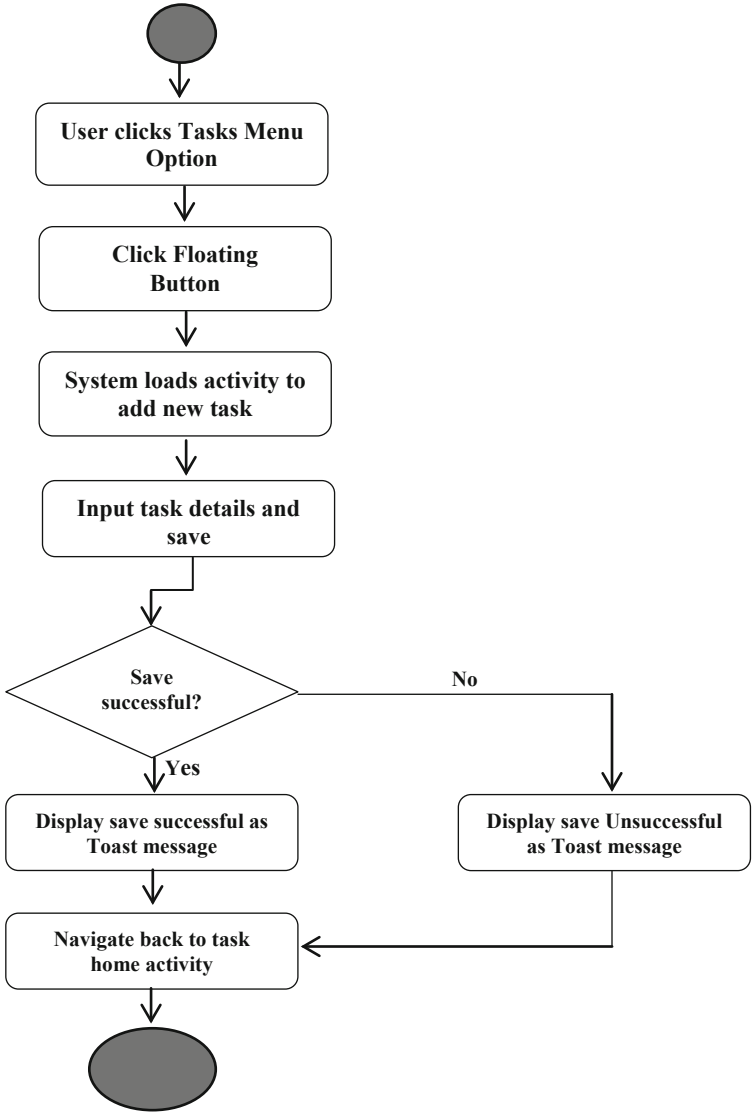 User clicks Tasks Menu
Option
Click Floating
Button
System loads activity to
add new task
Input task details and
save
Save
successful?
No
Yes
Display save successful as
Toast message
Display save Unsuccessful
as Toast message
Navigate back to task
home activity